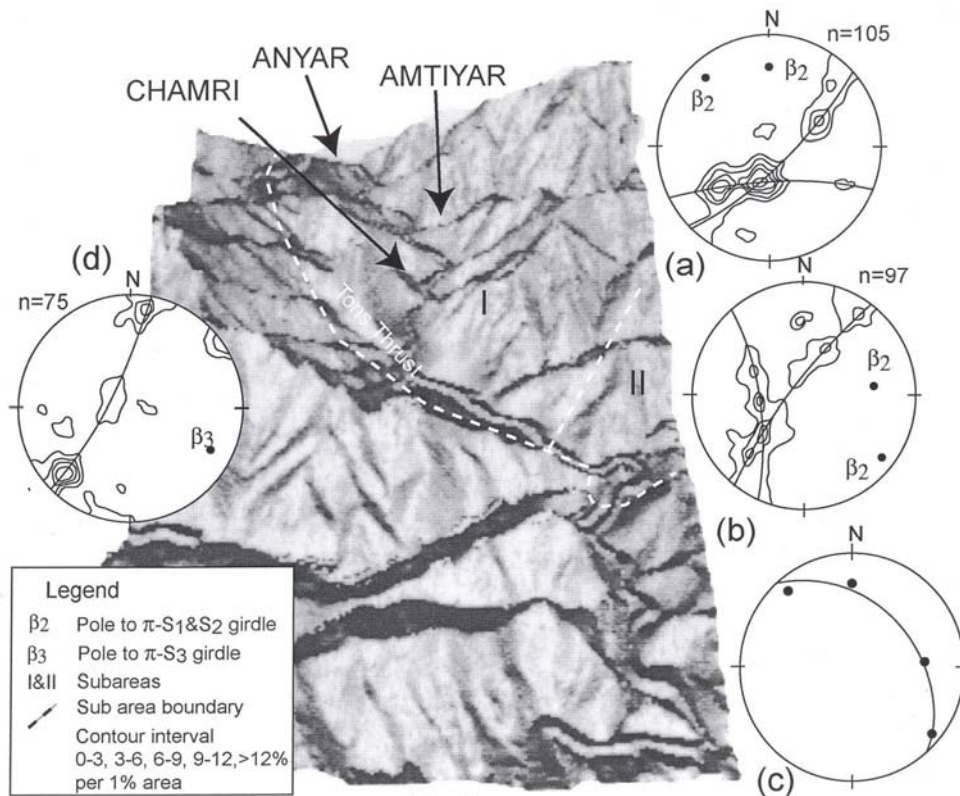 N
n=105
ANYAR
AMTIYAR
CHAMRI
β2
β2
(a)
(d)
N
n=75
β3
Tons Thrust
I
II
N
n=97
β2
β2
(b)
N
(c)
Legend
β2 Pole to π-S1&S2 girdle
β3 Pole to π-S3 girdle
I&II Subareas
Sub area boundary
Contour interval
0-3, 3-6, 6-9, 9-12,>12%
per 1% area